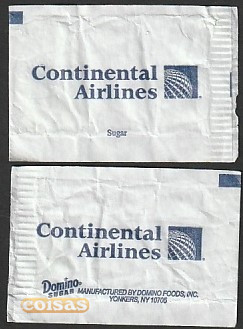 Continental
Airlines
Sugar
Continental
Airlines
Domino
SUGAR MANUFACTURED BY DOMINO FOODS, INC.
YONKERS, NY 10705
coisas